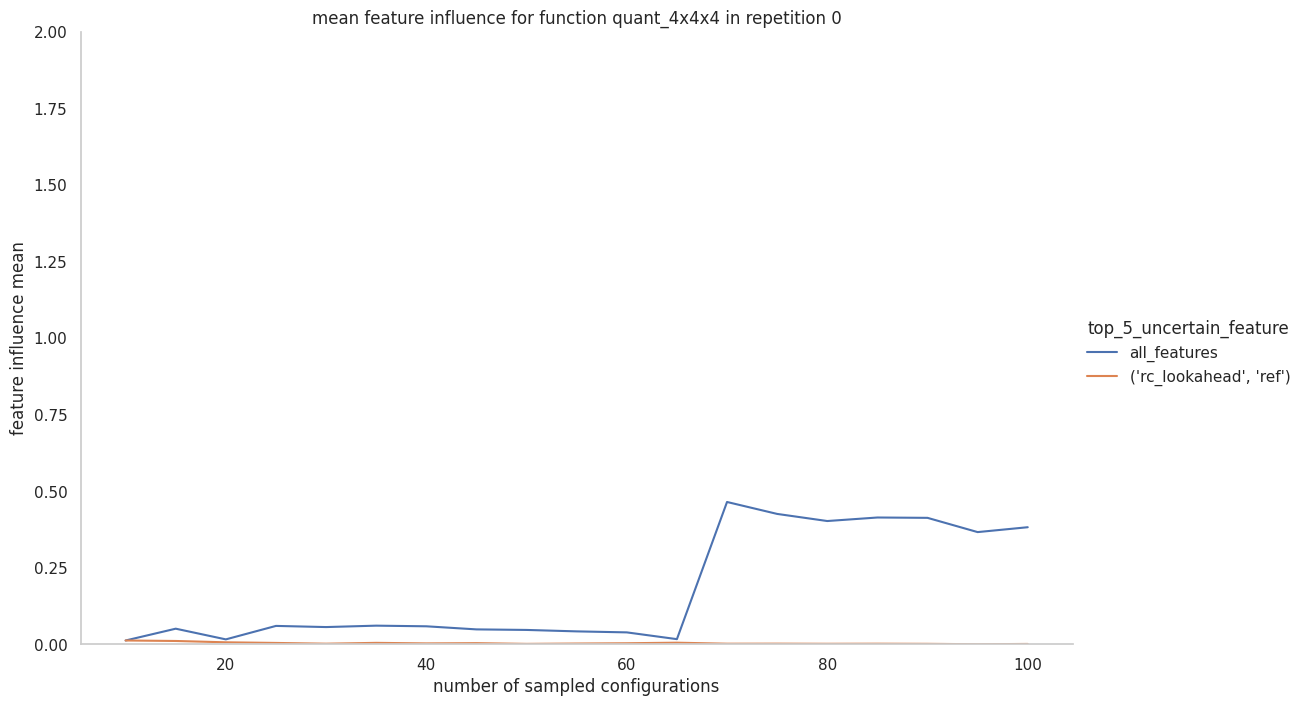 mean feature influence for function quant_4x4x4 in repetition 0
2.00
1.75
1.50
1.25
1.00
0.75
0.50
0.25
0.00
feature influence mean
20
40
60
80
100
number of sampled configurations
top_5_uncertain_feature
all_features
('rc_lookahead', 'ref')